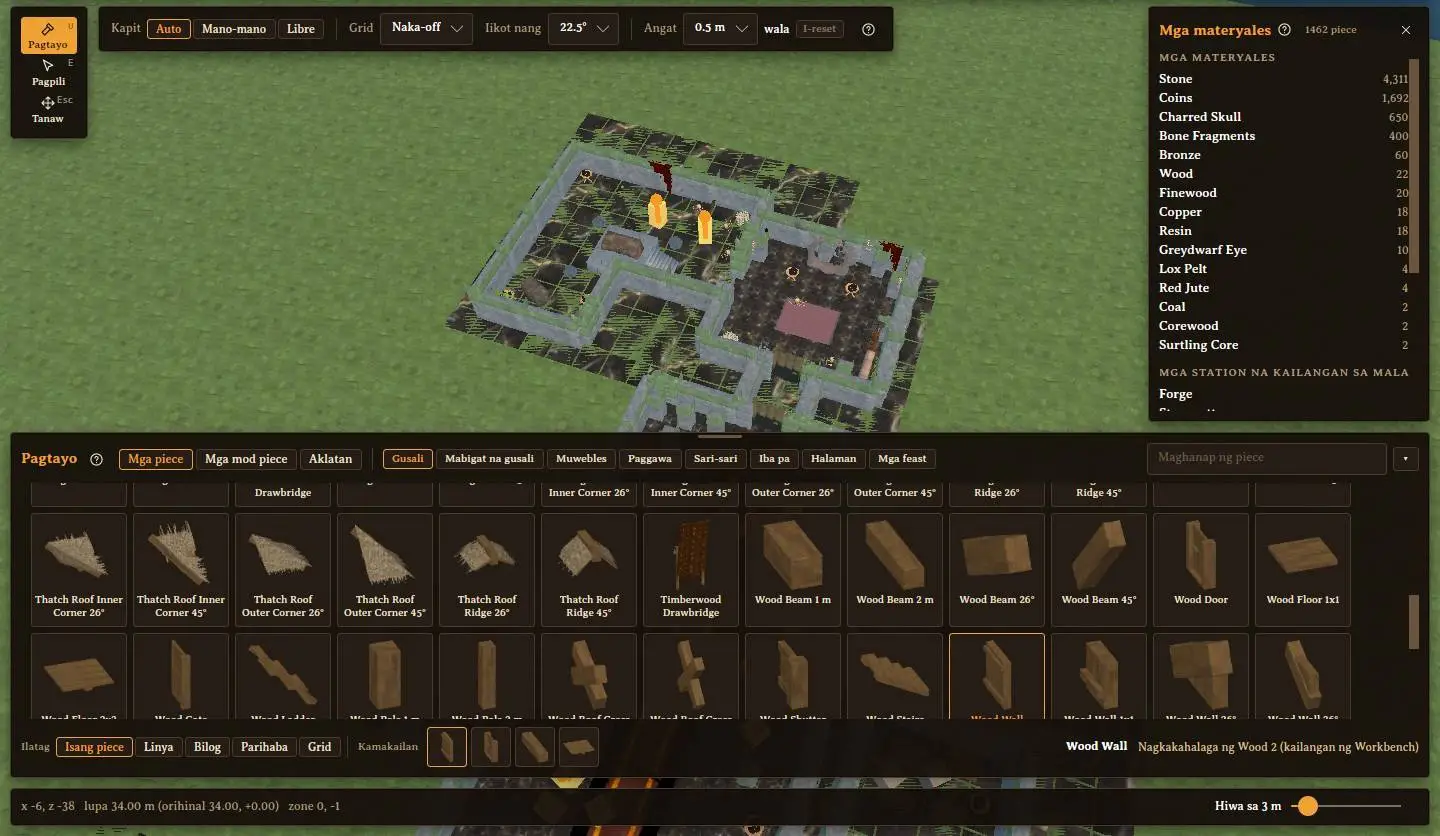 U
Pagtayo
E
Pagpili
Esc
Tanaw
Kapit Auto Mano-mano Libre Grid Naka-off Iikot nang 22.5° Angat 0.5 m wala I-reset
Mga materyales 1462 piece
MGA MATERYALES
Stone 4,311
Coins 1,692
Charred Skull 650
Bone Fragments 400
Bronze 60
Wood 22
Finewood 20
Copper 18
Resin 18
Greydwarf Eye 10
Lox Pelt 4
Red Jute 4
Coal 2
Corewood 2
Surtling Core 2
MGA STATION NA KAILANGAN SA MALA
Forge
Pagtayo Mga piece Mga mod piece Aklatan Gusali Mabigat na gusali Muwebles Paggawa Sari-sari Iba pa Halaman Mga feast Maghanap ng piece
Drawbridge Inner Corner 26° Inner Corner 45° Outer Corner 26° Outer Corner 45° Ridge 26° Ridge 45°
Thatch Roof Inner Corner 26° Thatch Roof Inner Corner 45° Thatch Roof Outer Corner 26° Thatch Roof Outer Corner 45° Thatch Roof Ridge 26° Thatch Roof Ridge 45° Timberwood Drawbridge Wood Beam 1 m Wood Beam 2 m Wood Beam 26° Wood Beam 45° Wood Door Wood Floor 1x1
Ilatag Isang piece Linya Bilog Parihaba Grid Kamakailan Wood Wall Nagkakahalaga ng Wood 2 (kailangan ng Workbench)
x -6, z -38 lupa 34.00 m (orihinal 34.00, +0.00) zone 0, -1 Hiwa sa 3 m